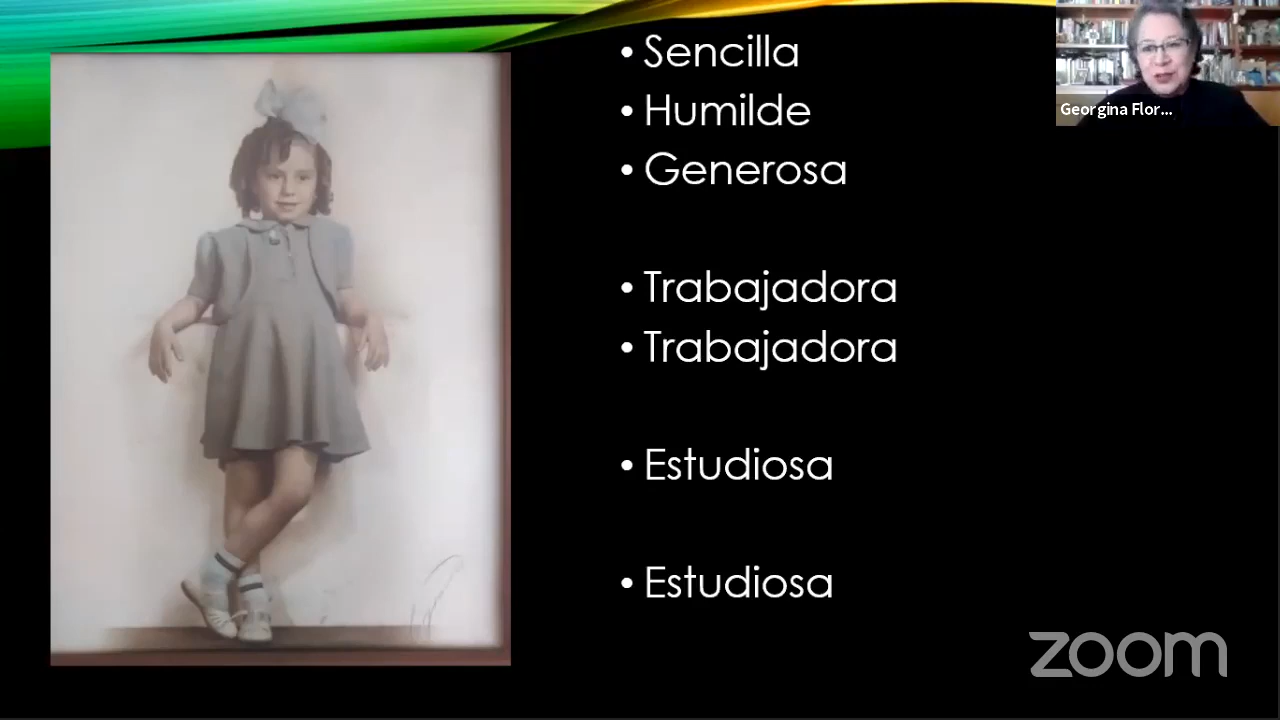 • Sencilla
• Humilde
• Generosa
• Trabajadora
• Trabajadora
• Estudiosa
• Estudiosa
Georgina Flor...
zoom